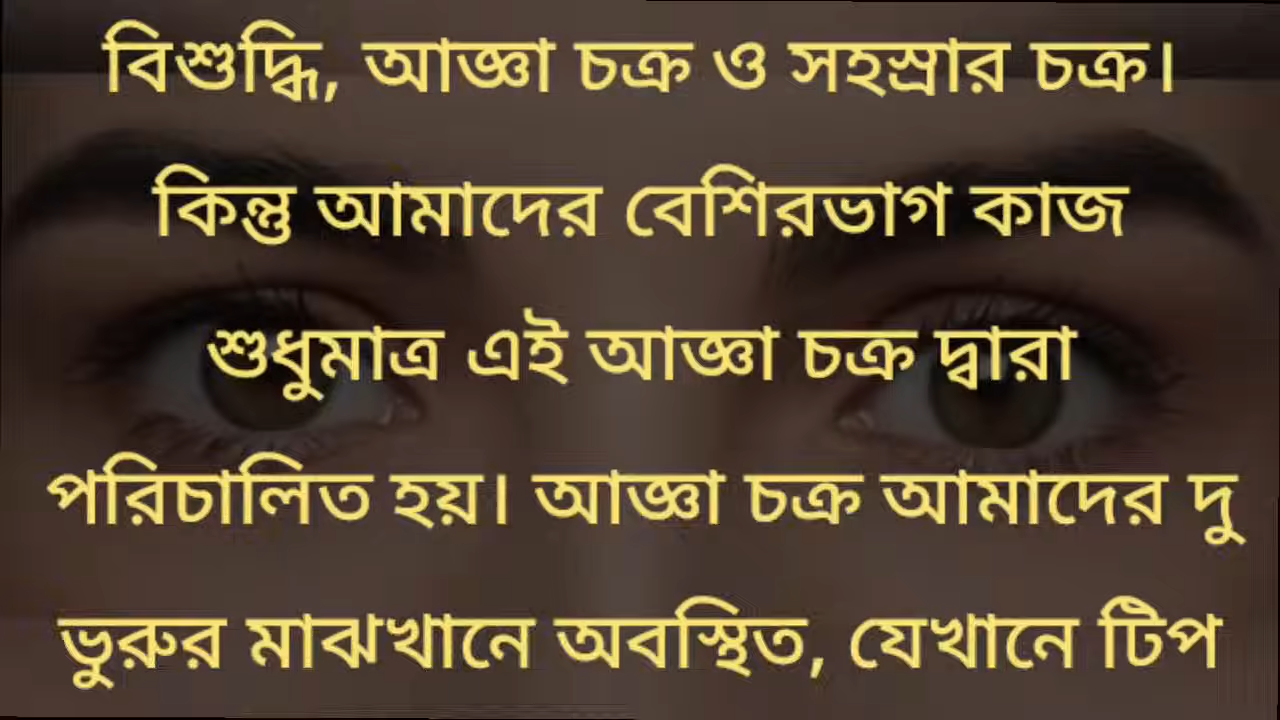 বিশুদ্ধি, আজ্ঞা চক্র ও সহস্রার চক্র।
কিন্তু আমাদের বেশিরভাগ কাজ
শুধুমাত্র এই আজ্ঞা চক্র দ্বারা
পরিচালিত হয়। আজ্ঞা চক্র আমাদের দু
ভুরুর মাঝখানে অবস্থিত, যেখানে টিপ